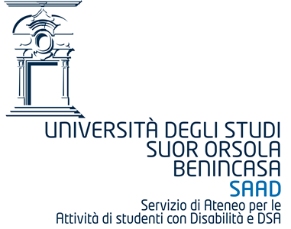 UNIVERSITÀ DEGLI STUDI
SUOR ORSOLA
BENINCASA
SAAD
Servizio di Ateneo per le
Attività di studenti con Disabilità e DSA